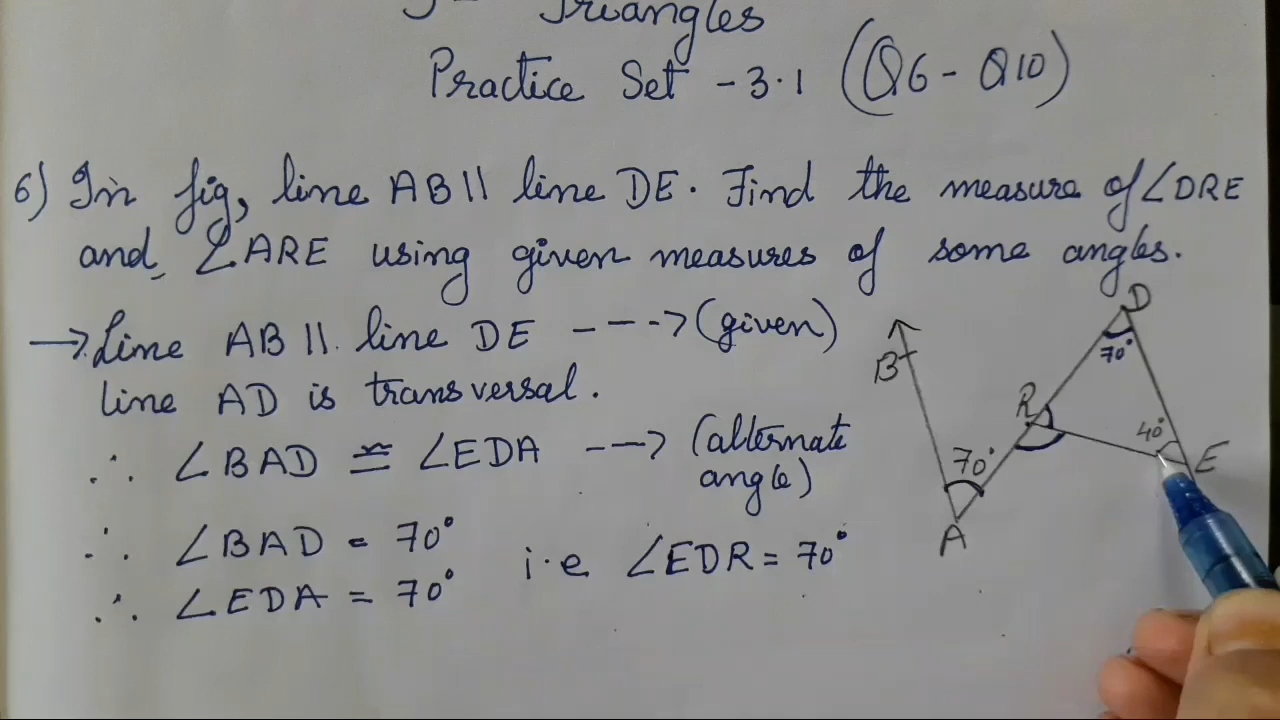 3 - Triangles
Practice Set - 3.1 (Q6 - Q10)
6) In fig, line AB || line DE. Find the measure of ∠DRE
and ∠ARE using given measures of some angles.
→ Line AB || line DE ----> (given)
line AD is transversal.
∴ ∠BAD ≅ ∠EDA ---> (alternate
angle)
∴ ∠BAD = 70°
i.e ∠EDR = 70°
∴ ∠EDA = 70°
D
70°
B
R
40°
E
70°
A